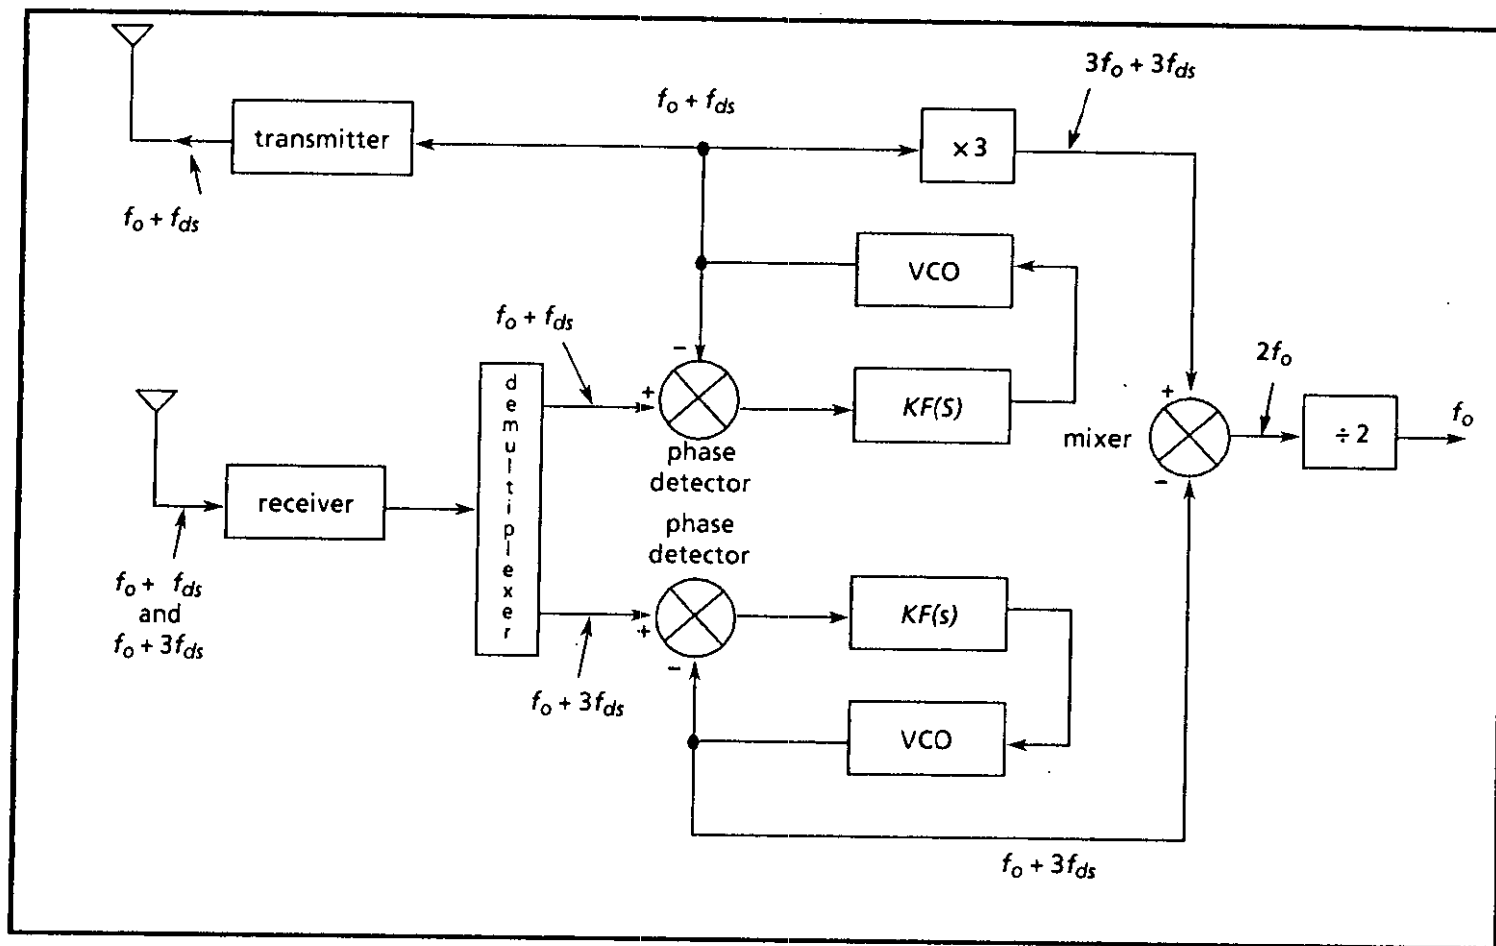 3f_o + 3f_ds
f_o + f_ds
transmitter
× 3
f_o + f_ds
VCO
f_o + f_ds
−
+
KF(S)
phase
detector
demultiplexer
mixer
+
−
2f_o
÷ 2
f_o
receiver
f_o + f_ds
and
f_o + 3f_ds
phase
detector
+
−
KF(s)
f_o + 3f_ds
VCO
f_o + 3f_ds